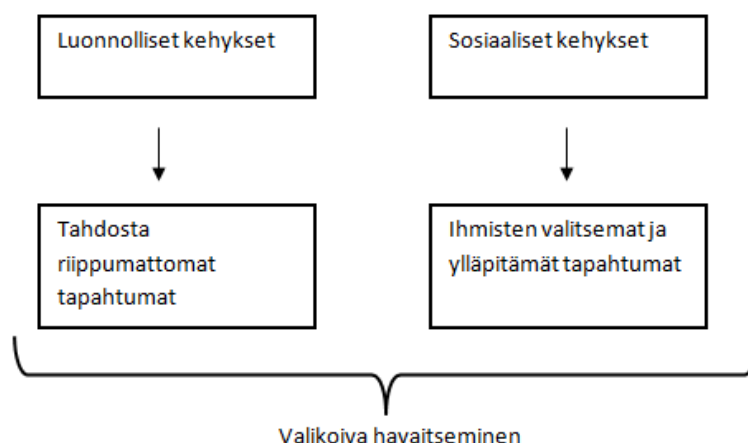 Luonnolliset kehykset
Sosiaaliset kehykset
Tahdosta
riippumattomat
tapahtumat
Ihmisten valitsemat ja
ylläpitämät tapahtumat
Valikoiva havaitseminen